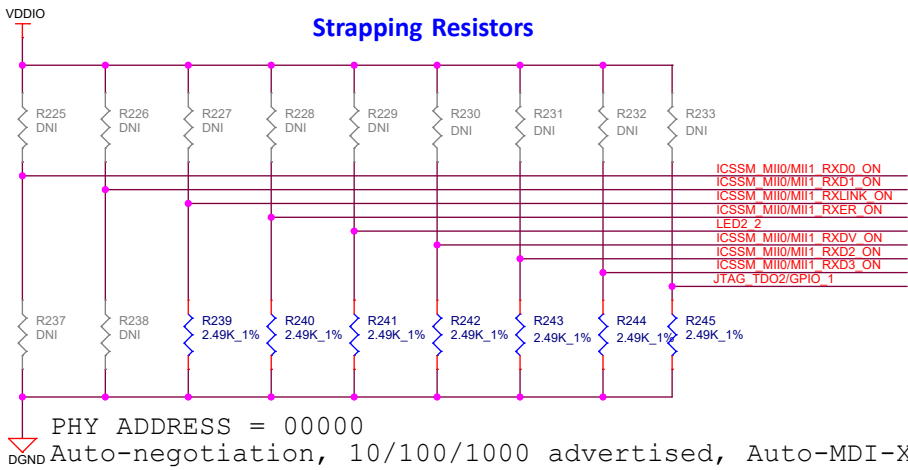 VDDIO
Strapping Resistors
R225
DNI
R226
DNI
R227
DNI
R228
DNI
R229
DNI
R230
DNI
R231
DNI
R232
DNI
R233
DNI
ICSSM_MII0/MII1_RXD0_ON
ICSSM_MII0/MII1_RXD1_ON
ICSSM_MII0/MII1_RXLINK_ON
ICSSM_MII0/MII1_RXER_ON
LED2_2
ICSSM_MII0/MII1_RXDV_ON
ICSSM_MII0/MII1_RXD2_ON
ICSSM_MII0/MII1_RXD3_ON
JTAG_TDO2/GPIO_1
R237
DNI
R238
DNI
R239
2.49K_1%
R240
2.49K_1%
R241
2.49K_1%
R242
2.49K_1%
R243
2.49K_1%
R244
2.49K_1%
R245
2.49K_1%
PHY ADDRESS = 00000
DGND
Auto-negotiation, 10/100/1000 advertised, Auto-MDI-X